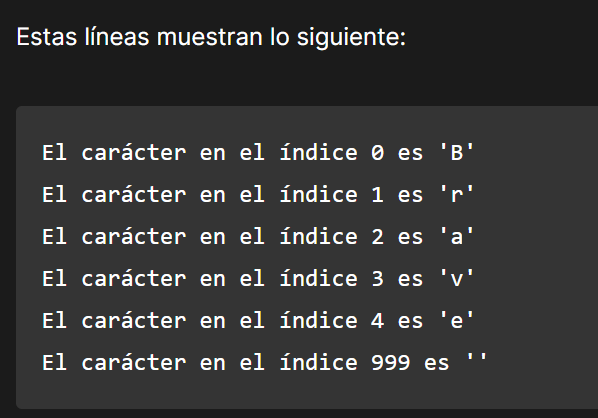 Estas líneas muestran lo siguiente:
El carácter en el índice 0 es 'B'
El carácter en el índice 1 es 'r'
El carácter en el índice 2 es 'a'
El carácter en el índice 3 es 'v'
El carácter en el índice 4 es 'e'
El carácter en el índice 999 es ''